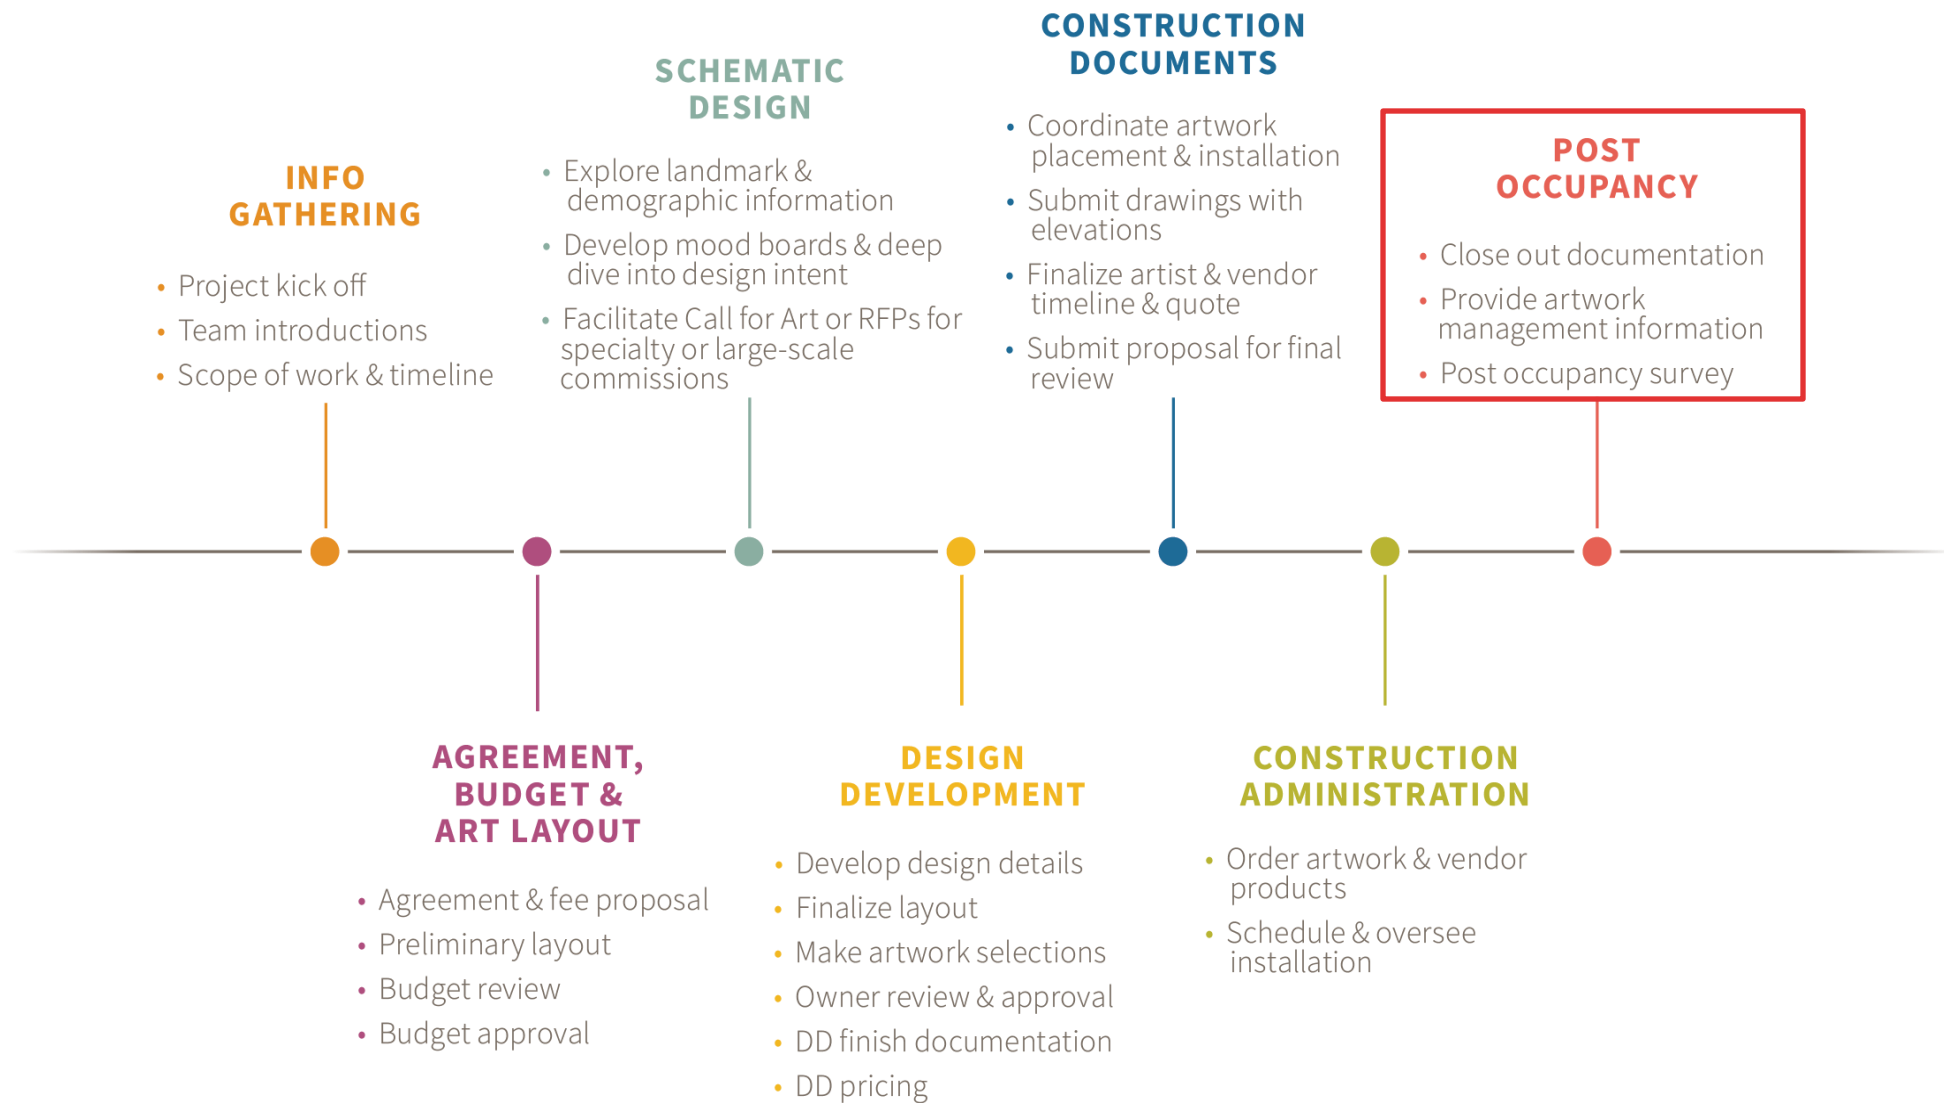 INFO
GATHERING
• Project kick off
• Team introductions
• Scope of work & timeline
AGREEMENT,
BUDGET &
ART LAYOUT
• Agreement & fee proposal
• Preliminary layout
• Budget review
• Budget approval
SCHEMATIC
DESIGN
• Explore landmark &
demographic information
• Develop mood boards & deep
dive into design intent
• Facilitate Call for Art or RFPs for
specialty or large-scale
commissions
DESIGN
DEVELOPMENT
• Develop design details
• Finalize layout
• Make artwork selections
• Owner review & approval
• DD finish documentation
• DD pricing
CONSTRUCTION
DOCUMENTS
• Coordinate artwork
placement & installation
• Submit drawings with
elevations
• Finalize artist & vendor
timeline & quote
• Submit proposal for final
review
CONSTRUCTION
ADMINISTRATION
• Order artwork & vendor
products
• Schedule & oversee
installation
POST
OCCUPANCY
• Close out documentation
• Provide artwork
management information
• Post occupancy survey